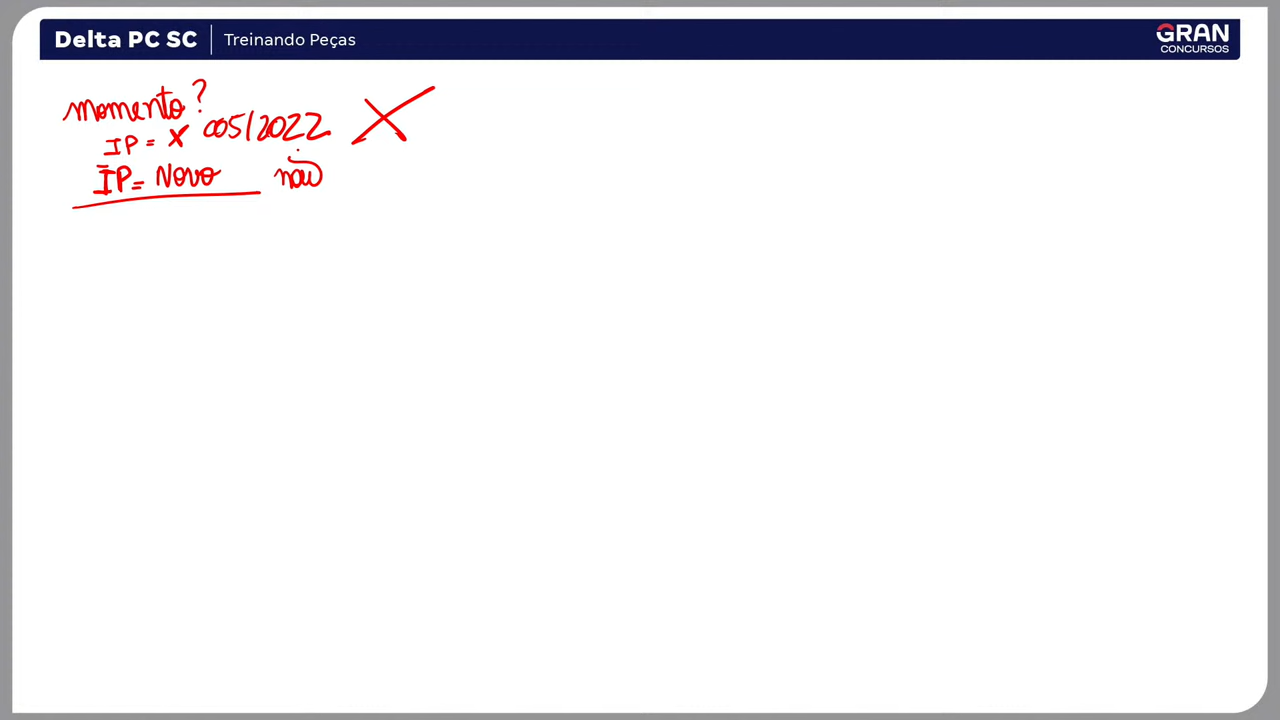 Delta PC SC Treinando Peças
GRAN
CONCURSOS
momento?
IP = X 005/2022 X
IP = Novo não